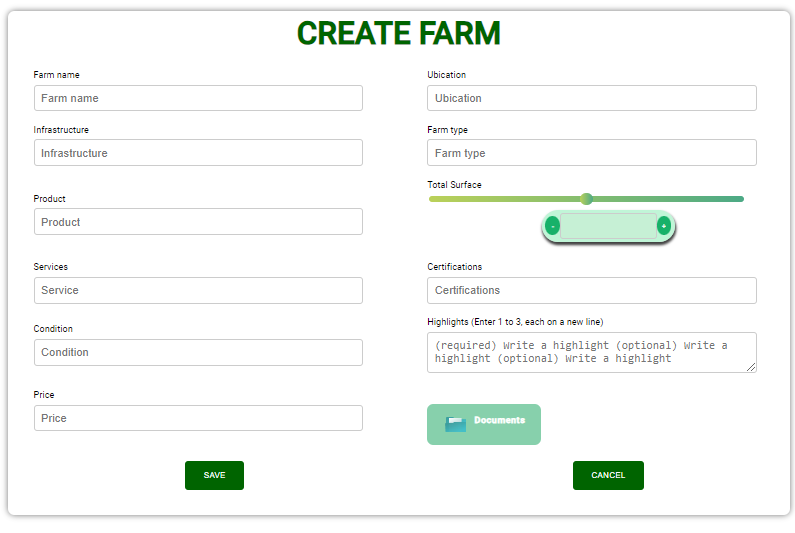 CREATE FARM
Farm name
Farm name
Ubication
Ubication
Infrastructure
Infrastructure
Farm type
Farm type
Total Surface
-
+
Product
Product
Services
Service
Certifications
Certifications
Highlights (Enter 1 to 3, each on a new line)
(required) Write a highlight (optional) Write a
highlight (optional) Write a highlight
Condition
Condition
Price
Price
Documents
SAVE
CANCEL